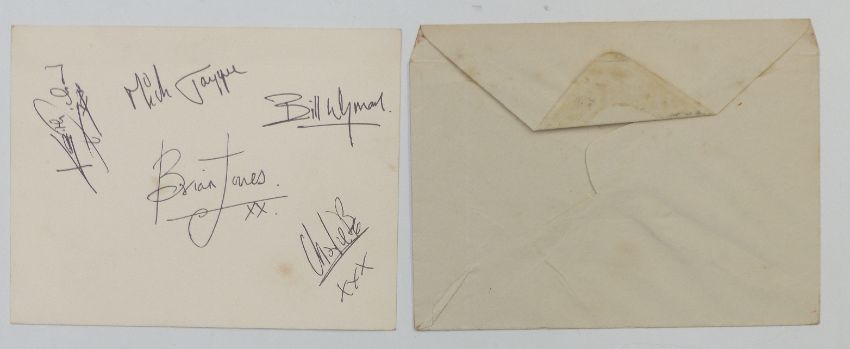 Mick Jagger
Bill Wyman.
Brian Jones.
xx.
xxx